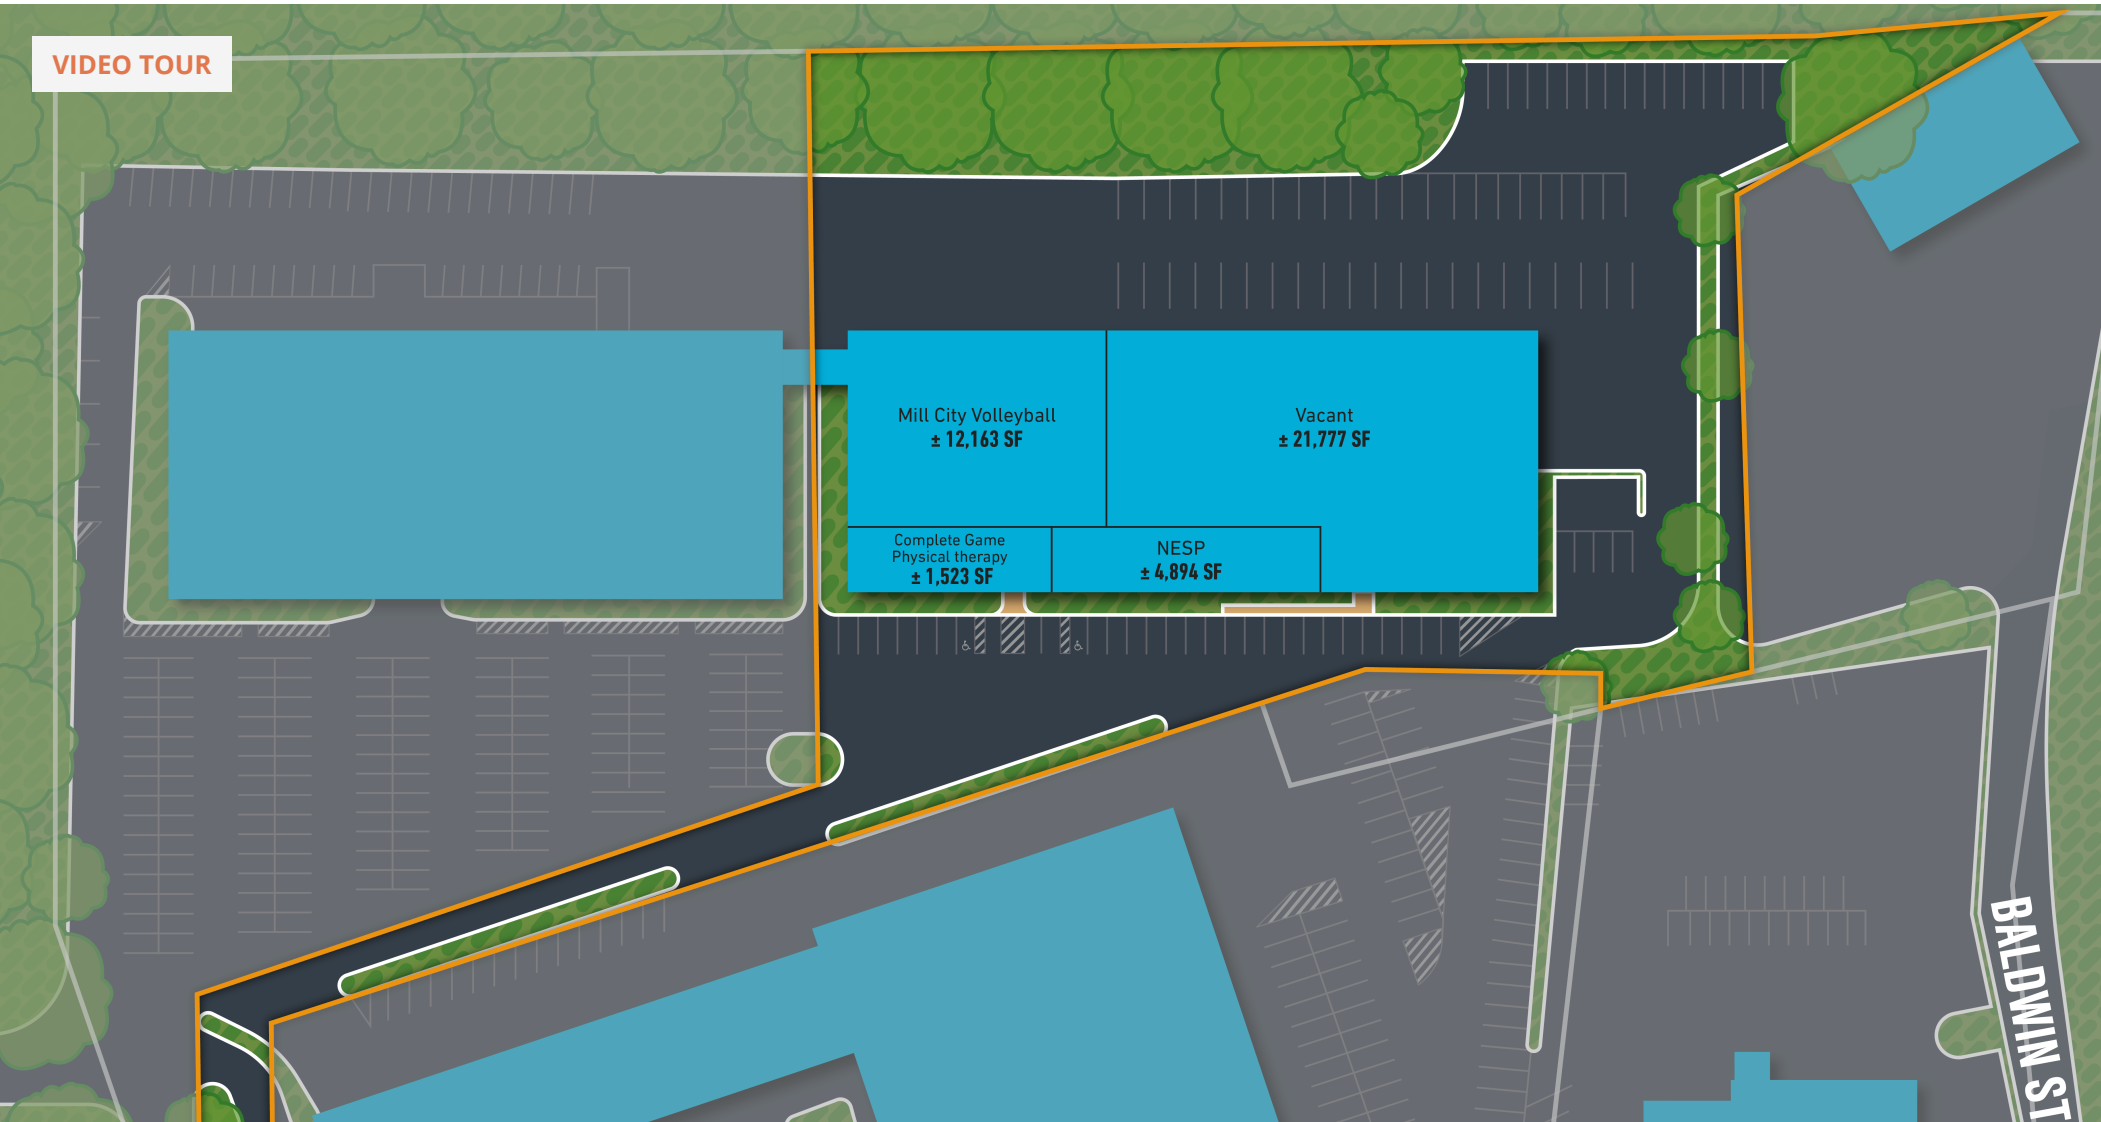 VIDEO TOUR
Mill City Volleyball
± 12,163 SF
Vacant
± 21,777 SF
Complete Game
Physical therapy
± 1,523 SF
NESP
± 4,894 SF
BALDWIN ST